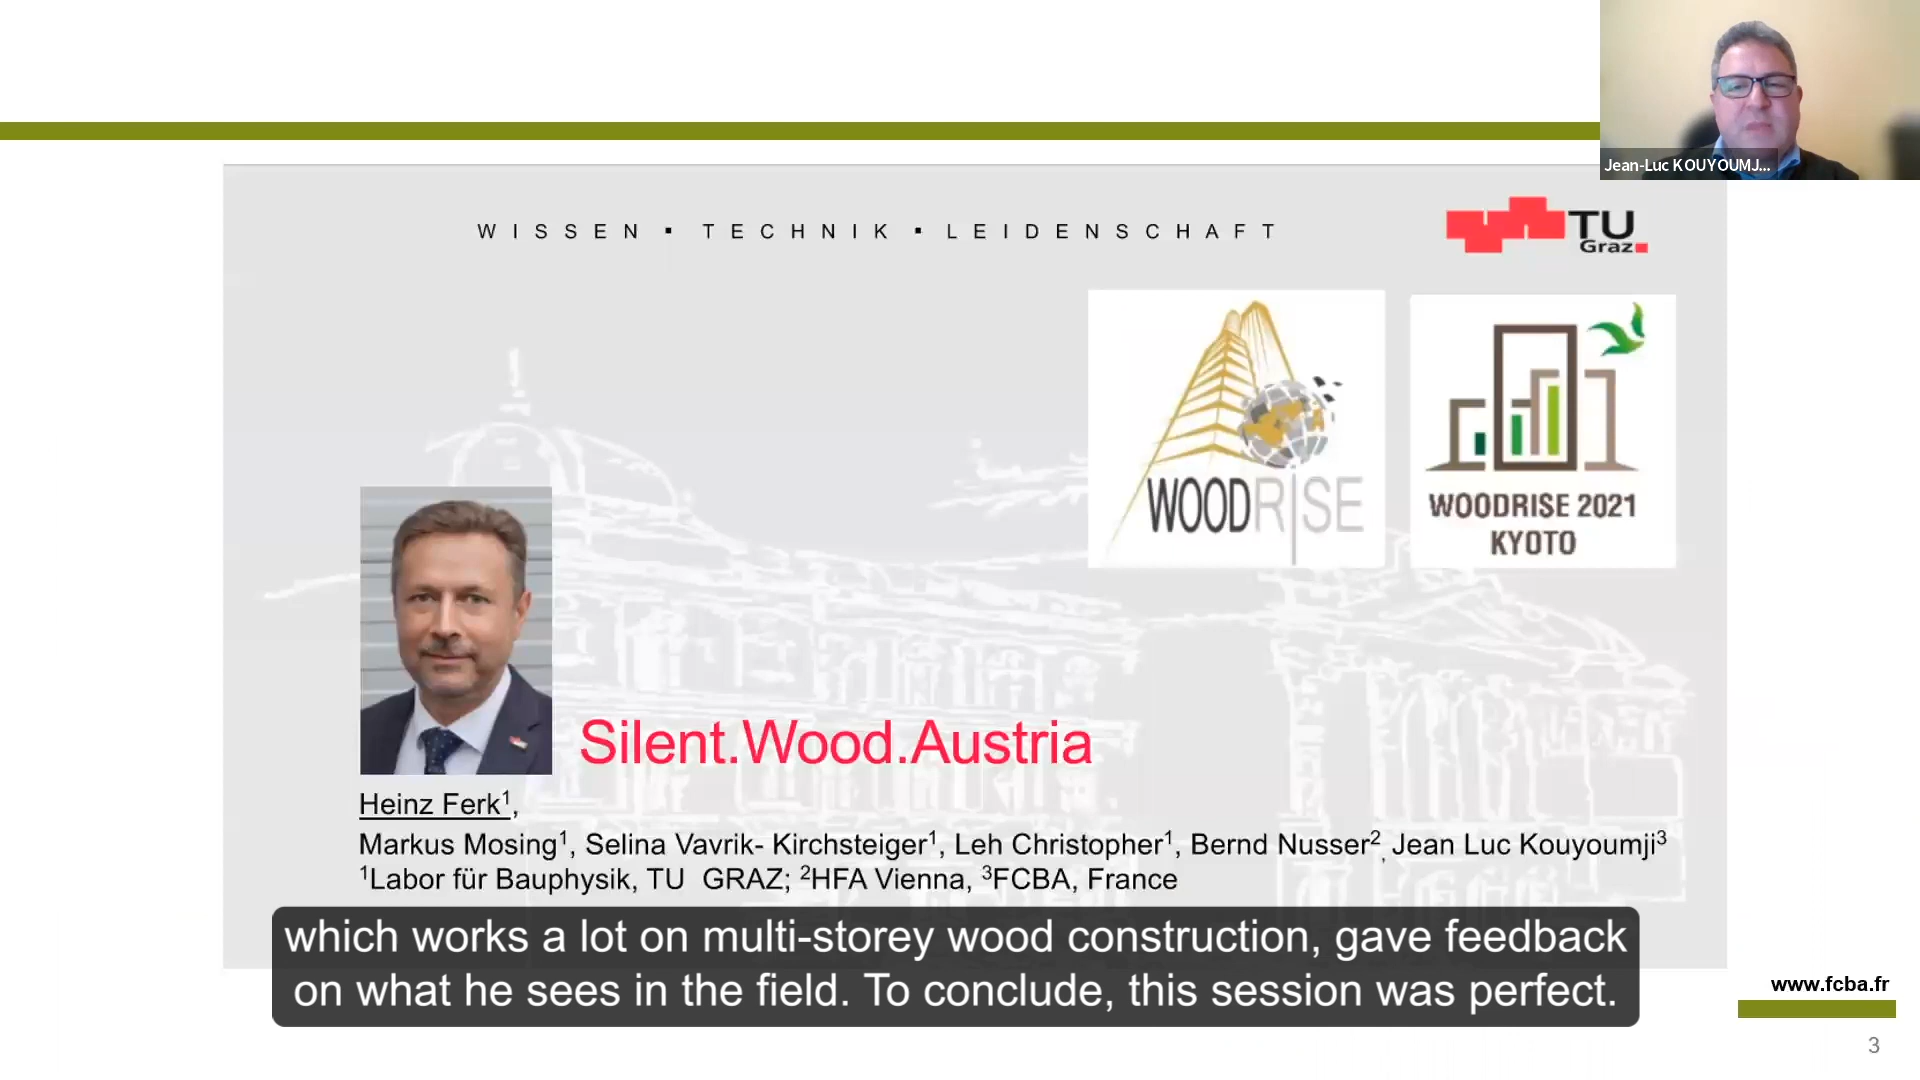 Jean-Luc KOUYOUMJ...
WISSEN ▪ TECHNIK ▪ LEIDENSCHAFT
TU
Graz
WOODRISE
WOODRISE 2021
KYOTO
Silent.Wood.Austria
Heinz Ferk¹,
Markus Mosing¹, Selina Vavrik- Kirchsteiger¹, Leh Christopher¹, Bernd Nusser², Jean Luc Kouyoumji³
¹Labor für Bauphysik, TU GRAZ; ²HFA Vienna, ³FCBA, France
which works a lot on multi-storey wood construction, gave feedback
on what he sees in the field. To conclude, this session was perfect.
www.fcba.fr
3